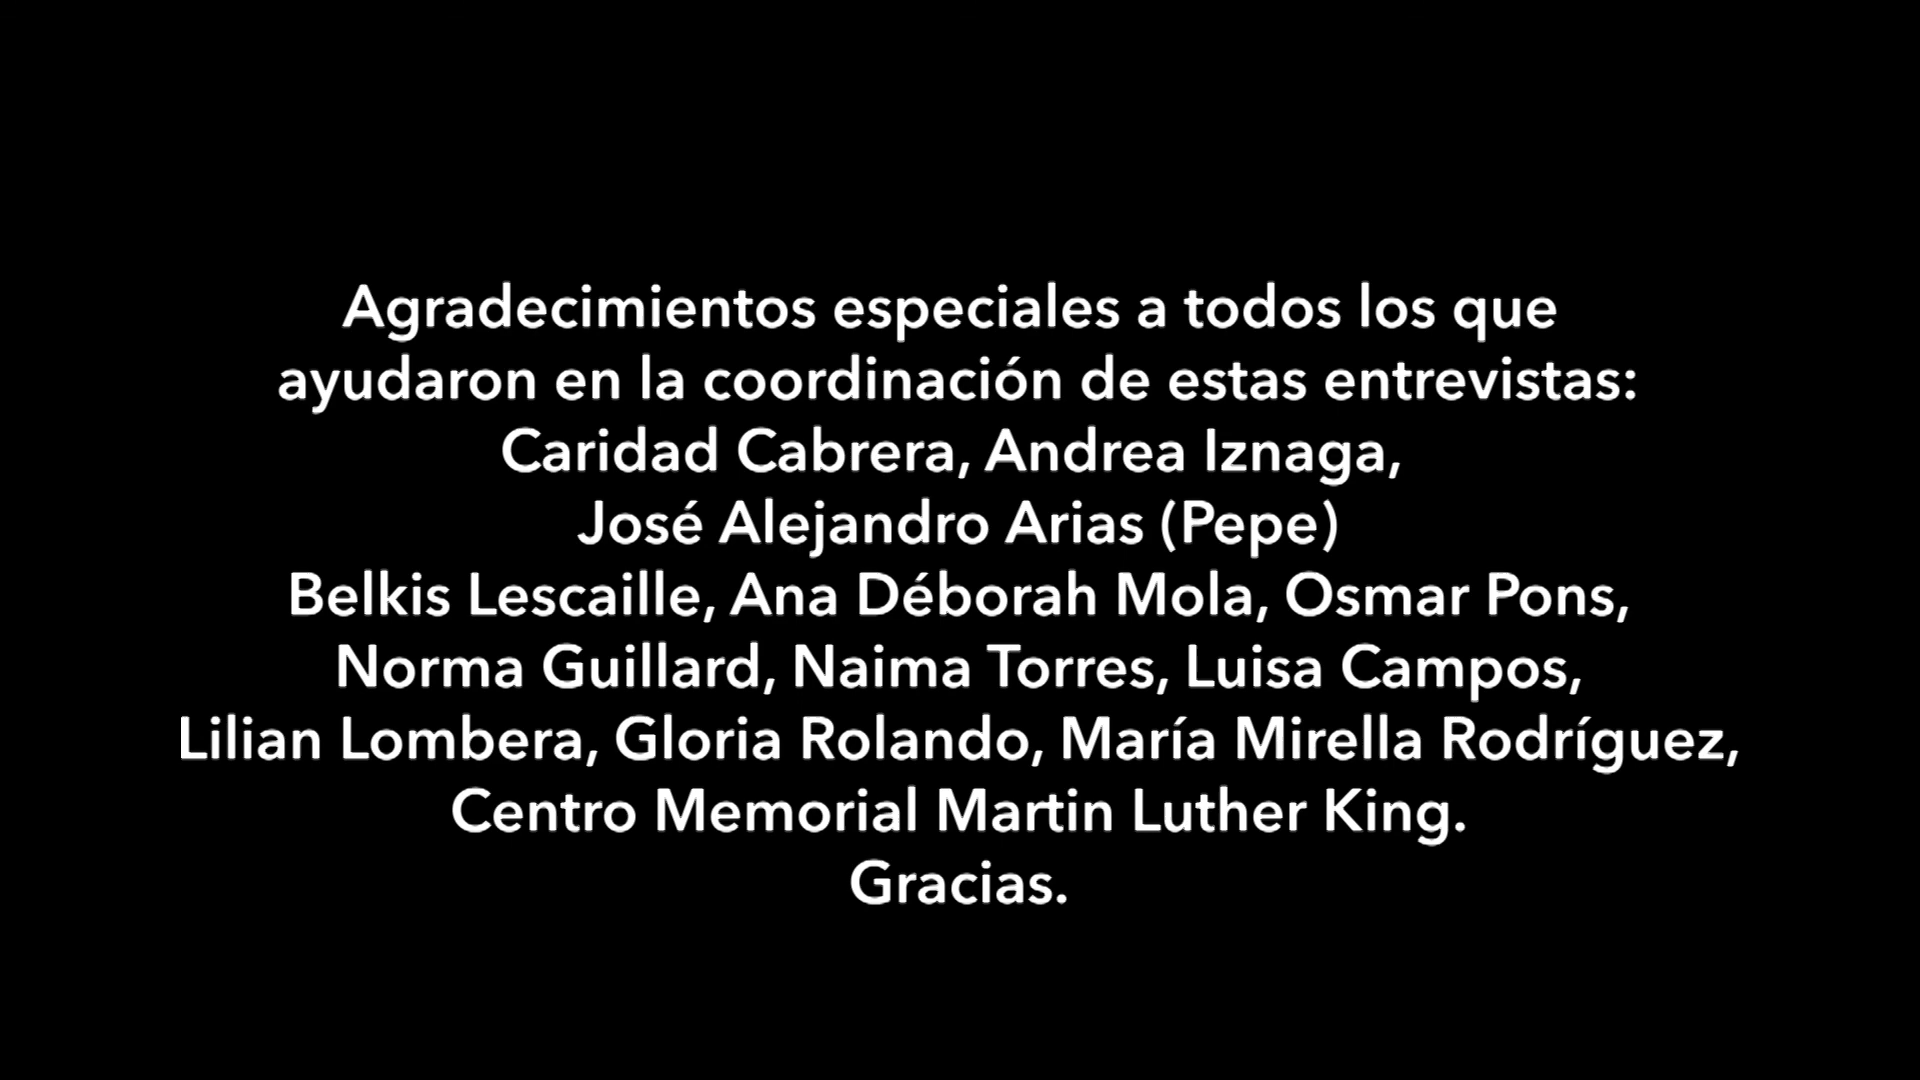 Agradecimientos especiales a todos los que
ayudaron en la coordinación de estas entrevistas:
Caridad Cabrera, Andrea Iznaga,
José Alejandro Arias (Pepe)
Belkis Lescaille, Ana Déborah Mola, Osmar Pons,
Norma Guillard, Naima Torres, Luisa Campos,
Lilian Lombera, Gloria Rolando, María Mirella Rodríguez,
Centro Memorial Martin Luther King.
Gracias.